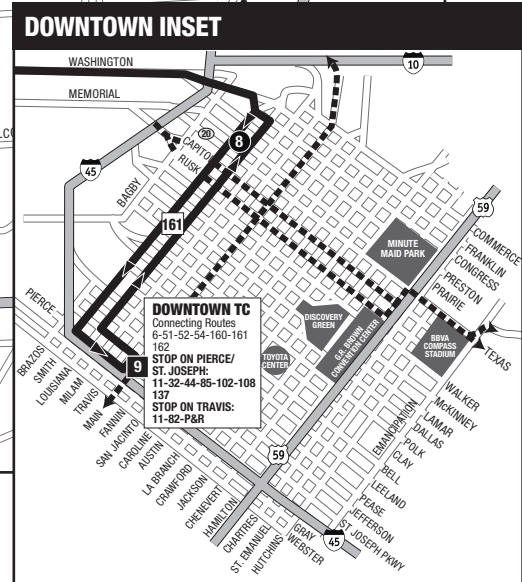 DOWNTOWN INSET
WASHINGTON
MEMORIAL
10
45
20
8
CAPITOL
RUSK
BAGBY
161
59
COMMERCE
FRANKLIN
CONGRESS
PRESTON
PRAIRIE
TEXAS
MINUTE
MAID PARK
DISCOVERY
GREEN
G.R. BROWN
CONVENTION CENTER
TOYOTA
CENTER
BBVA
COMPASS
STADIUM
DOWNTOWN TC
Connecting Routes
6-51-52-54-160-161
162
STOP ON PIERCE/
ST. JOSEPH:
11-32-44-85-102-108
137
STOP ON TRAVIS:
11-82-P&R
9
PIERCE
BRAZOS
SMITH
LOUISIANA
MILAM
TRAVIS
MAIN
FANNIN
SAN JACINTO
CAROLINE
AUSTIN
LA BRANCH
CRAWFORD
JACKSON
CHENEVERT
HAMILTON
CHARTRES
ST. EMANUEL
HUTCHINS
59
45
WALKER
McKINNEY
LAMAR
DALLAS
POLK
CLAY
BELL
LEELAND
PEASE
JEFFERSON
ST JOSEPH PKWY
EMANCIPATION
GRAY
WEBSTER